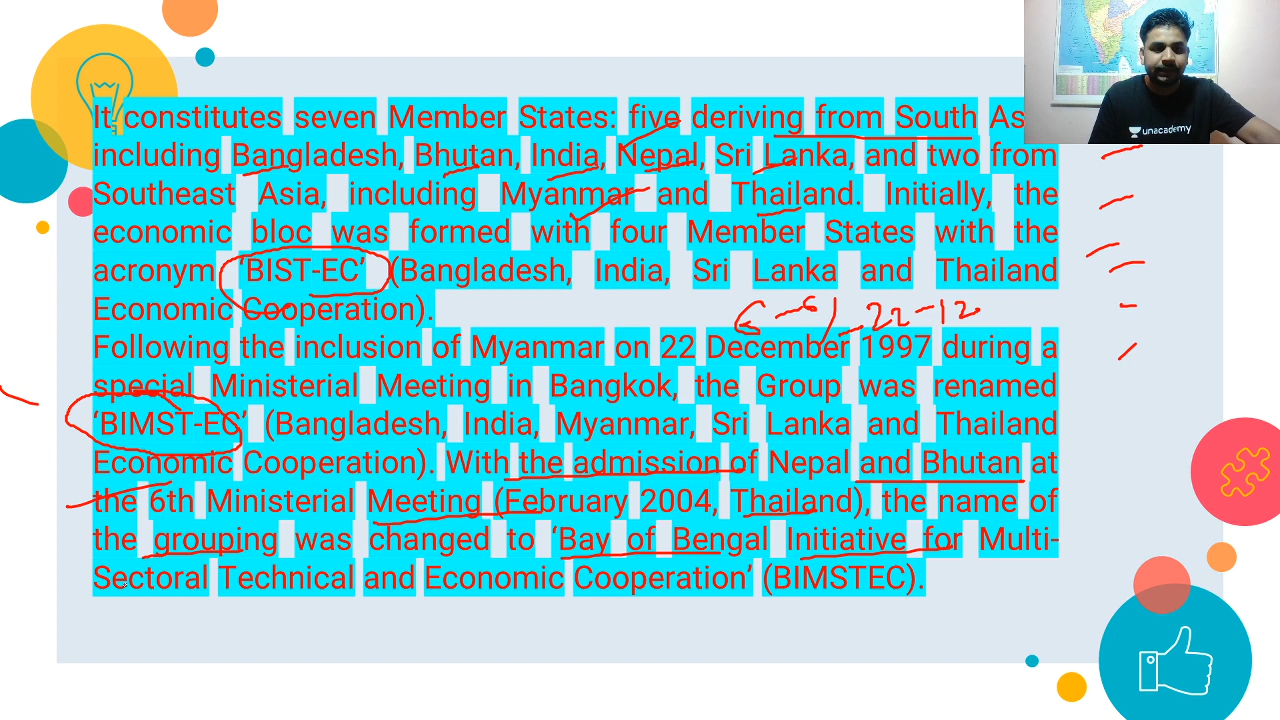 It constitutes seven Member States: five deriving from South As
including Bangladesh, Bhutan, India, Nepal, Sri Lanka, and two from
Southeast Asia, including Myanmar and Thailand. Initially, the
economic bloc was formed with four Member States with the
acronym ‘BIST-EC’ (Bangladesh, India, Sri Lanka and Thailand
Economic Cooperation).
22-12
Following the inclusion of Myanmar on 22 December 1997 during a
special Ministerial Meeting in Bangkok, the Group was renamed
‘BIMST-EC’ (Bangladesh, India, Myanmar, Sri Lanka and Thailand
Economic Cooperation). With the admission of Nepal and Bhutan at
the 6th Ministerial Meeting (February 2004, Thailand), the name of
the grouping was changed to ‘Bay of Bengal Initiative for Multi-
Sectoral Technical and Economic Cooperation’ (BIMSTEC).
unacademy